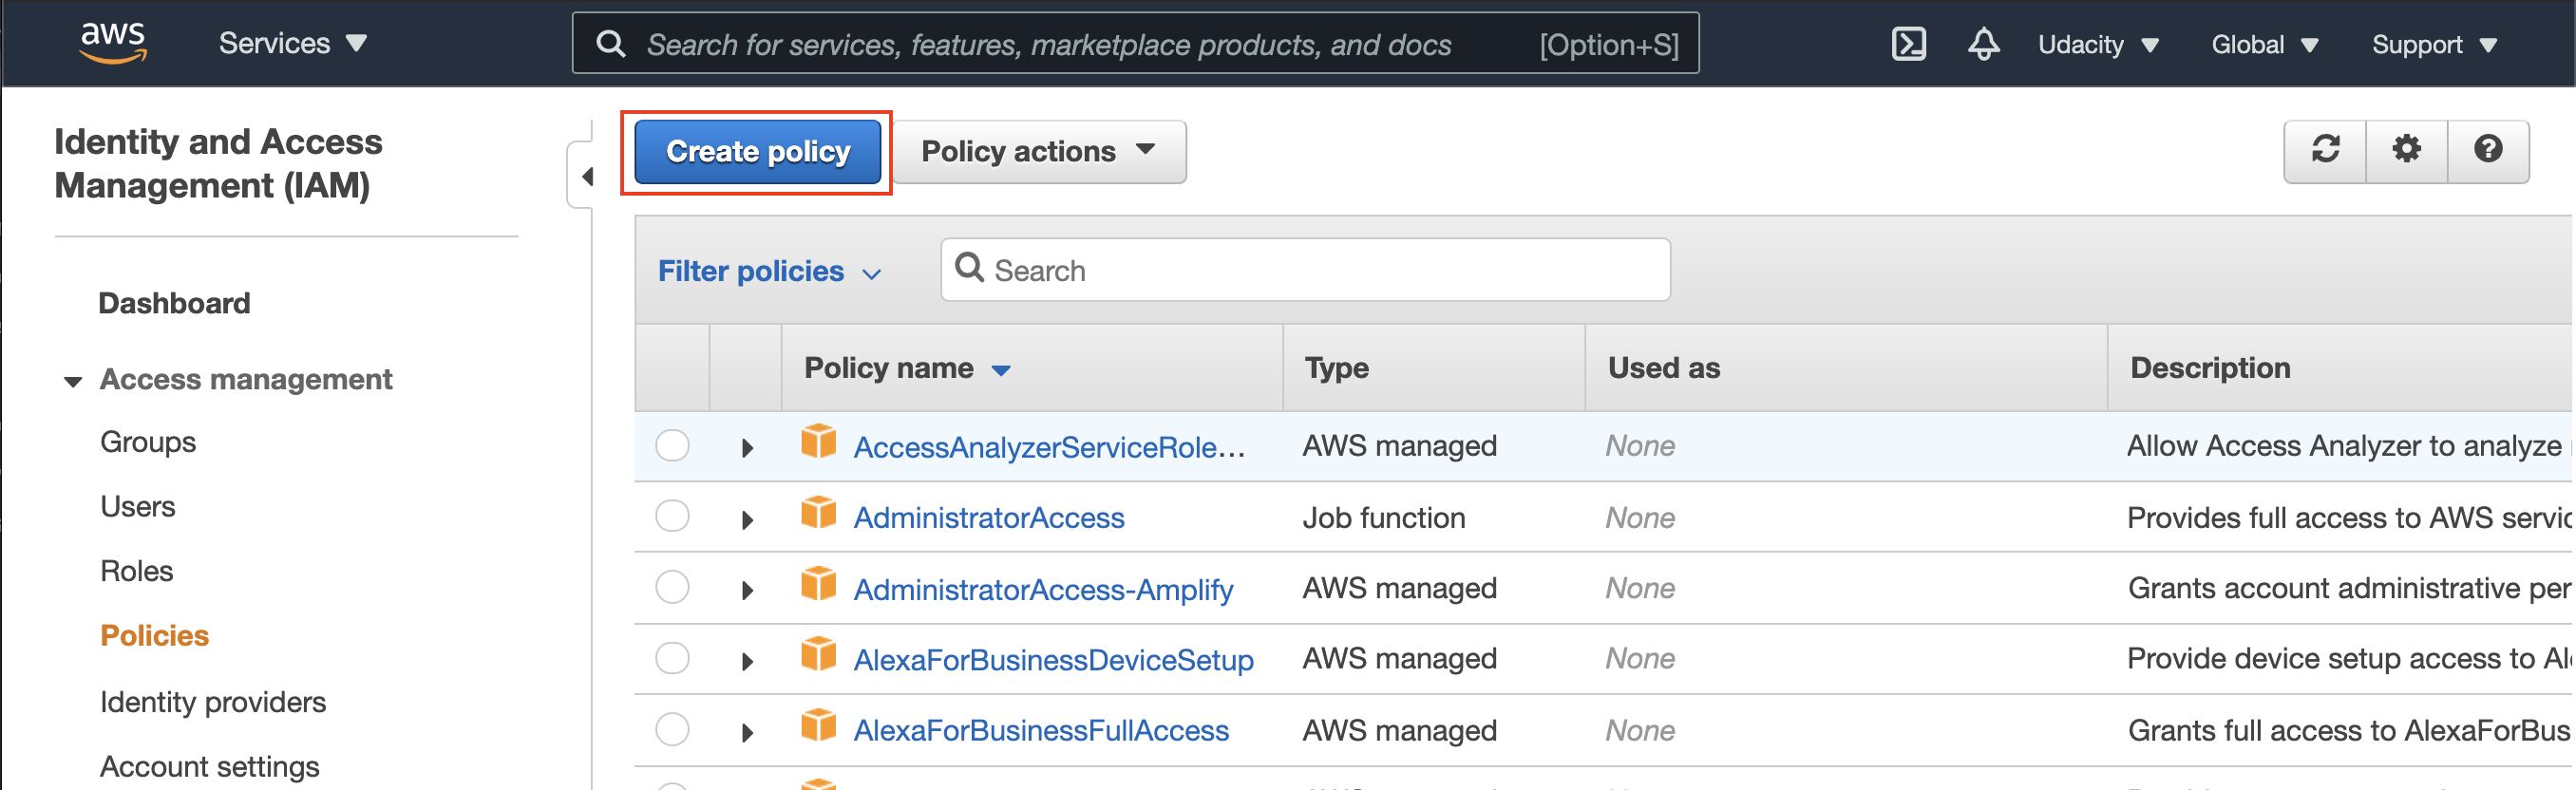 aws
Services
Search for services, features, marketplace products, and docs [Option+S]
Udacity
Global
Support
Identity and Access
Management (IAM)
Dashboard
Access management
Groups
Users
Roles
Policies
Identity providers
Account settings
Create policy
Policy actions
Filter policies
Search
Policy name Type Used as Description
AccessAnalyzerServiceRole... AWS managed None Allow Access Analyzer to analyze
AdministratorAccess Job function None Provides full access to AWS servic
AdministratorAccess-Amplify AWS managed None Grants account administrative per
AlexaForBusinessDeviceSetup AWS managed None Provide device setup access to Al
AlexaForBusinessFullAccess AWS managed None Grants full access to AlexaForBus